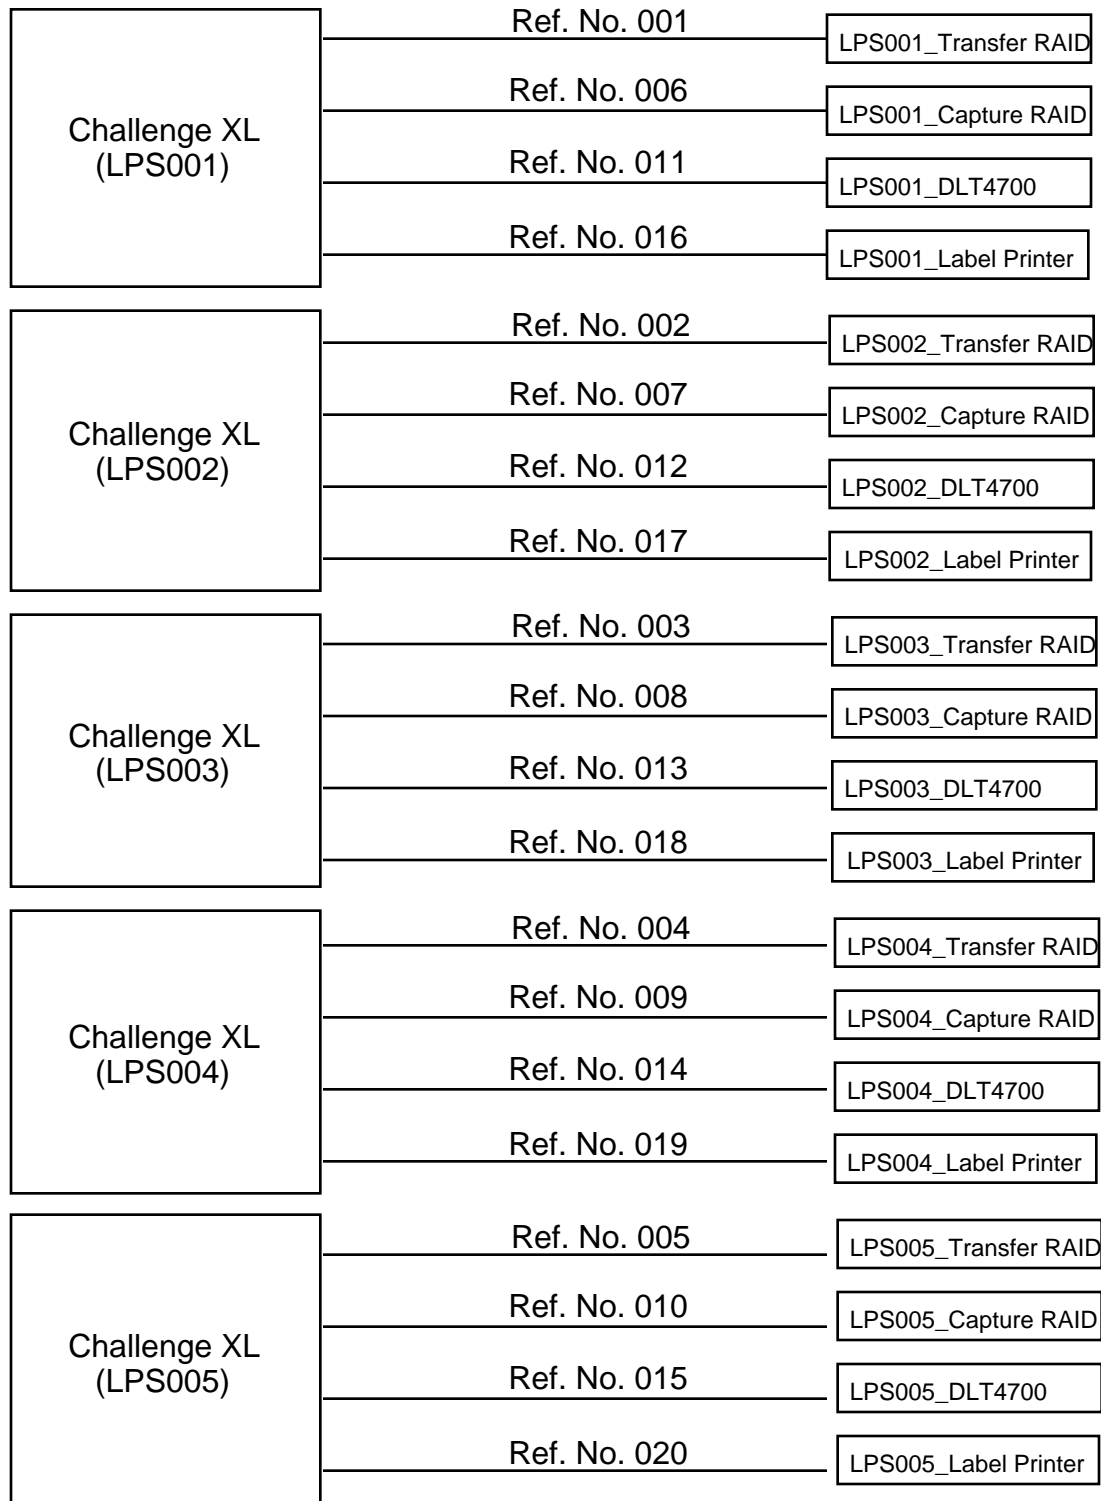 Challenge XL
(LPS001)
Ref. No. 001
LPS001_Transfer RAID
Ref. No. 006
LPS001_Capture RAID
Ref. No. 011
LPS001_DLT4700
Ref. No. 016
LPS001_Label Printer
Challenge XL
(LPS002)
Ref. No. 002
LPS002_Transfer RAID
Ref. No. 007
LPS002_Capture RAID
Ref. No. 012
LPS002_DLT4700
Ref. No. 017
LPS002_Label Printer
Challenge XL
(LPS003)
Ref. No. 003
LPS003_Transfer RAID
Ref. No. 008
LPS003_Capture RAID
Ref. No. 013
LPS003_DLT4700
Ref. No. 018
LPS003_Label Printer
Challenge XL
(LPS004)
Ref. No. 004
LPS004_Transfer RAID
Ref. No. 009
LPS004_Capture RAID
Ref. No. 014
LPS004_DLT4700
Ref. No. 019
LPS004_Label Printer
Challenge XL
(LPS005)
Ref. No. 005
LPS005_Transfer RAID
Ref. No. 010
LPS005_Capture RAID
Ref. No. 015
LPS005_DLT4700
Ref. No. 020
LPS005_Label Printer